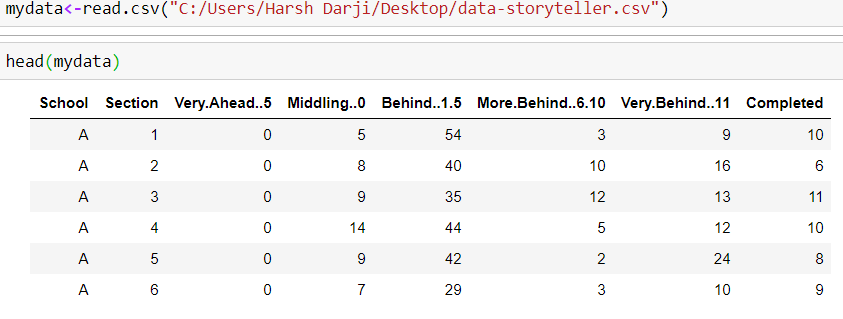 mydata<-read.csv("C:/Users/Harsh Darji/Desktop/data-storyteller.csv")
head(mydata)
School Section Very.Ahead..5 Middling..0 Behind..1.5 More.Behind..6.10 Very.Behind..11 Completed
A 1 0 5 54 3 9 10
A 2 0 8 40 10 16 6
A 3 0 9 35 12 13 11
A 4 0 14 44 5 12 10
A 5 0 9 42 2 24 8
A 6 0 7 29 3 10 9